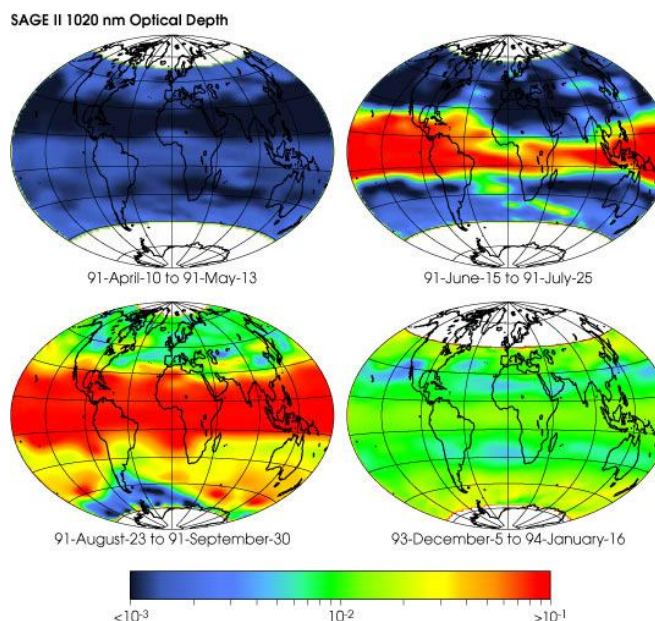 SAGE II 1020 nm Optical Depth
91-April-10 to 91-May-13
91-June-15 to 91-July-25
91-August-23 to 91-September-30
93-December-5 to 94-January-16
<10-3
10-2
>10-1